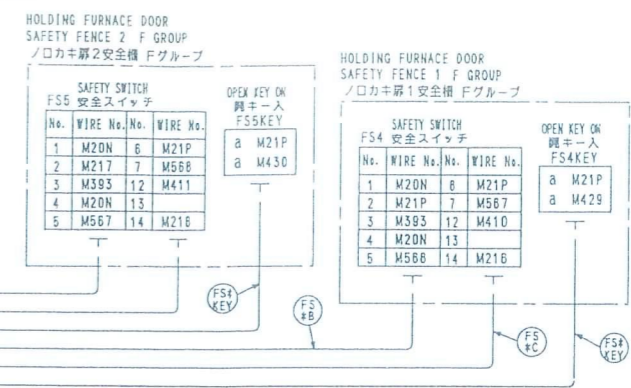 HOLDING FURNACE DOOR
SAFETY FENCE 2 F GROUP
ノロカキ扉2安全柵 Fグループ
SAFETY SWITCH
FS5 安全スイッチ
No. WIRE No. No. WIRE No.
1 M20N 6 M21P
2 M217 7 M568
3 M393 12 M411
4 M20N 13
5 M567 14 M216
OPEN KEY ON
開キー入
FS5KEY
a M21P
a M430
HOLDING FURNACE DOOR
SAFETY FENCE 1 F GROUP
ノロカキ扉1安全柵 Fグループ
SAFETY SWITCH
FS4 安全スイッチ
No. WIRE No. No. WIRE No.
1 M20N 6 M21P
2 M21P 7 M567
3 M393 12 M410
4 M20N 13
5 M566 14 M216
OPEN KEY ON
開キー入
FS4KEY
a M21P
a M429
FS*
KEY
FS
*B
FS
*C
FS*
KEY